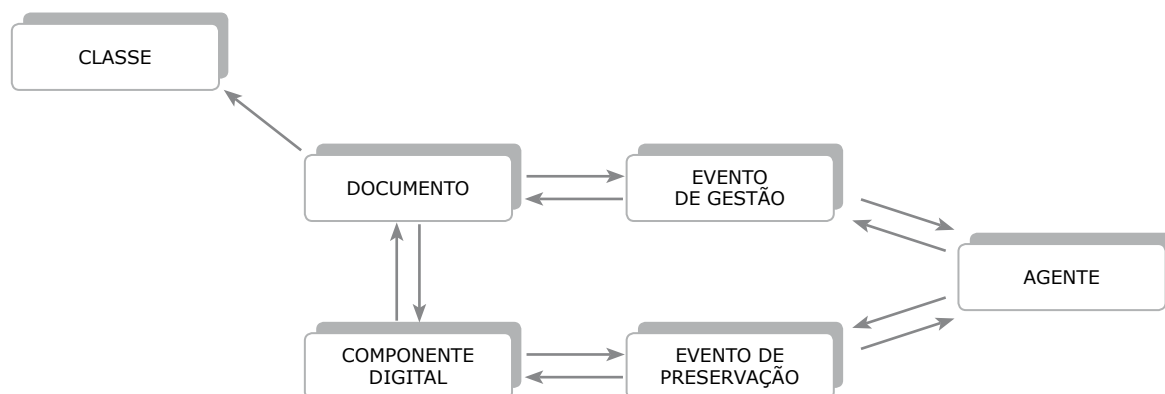 CLASSE
DOCUMENTO
EVENTO
DE GESTÃO
AGENTE
COMPONENTE
DIGITAL
EVENTO DE
PRESERVAÇÃO